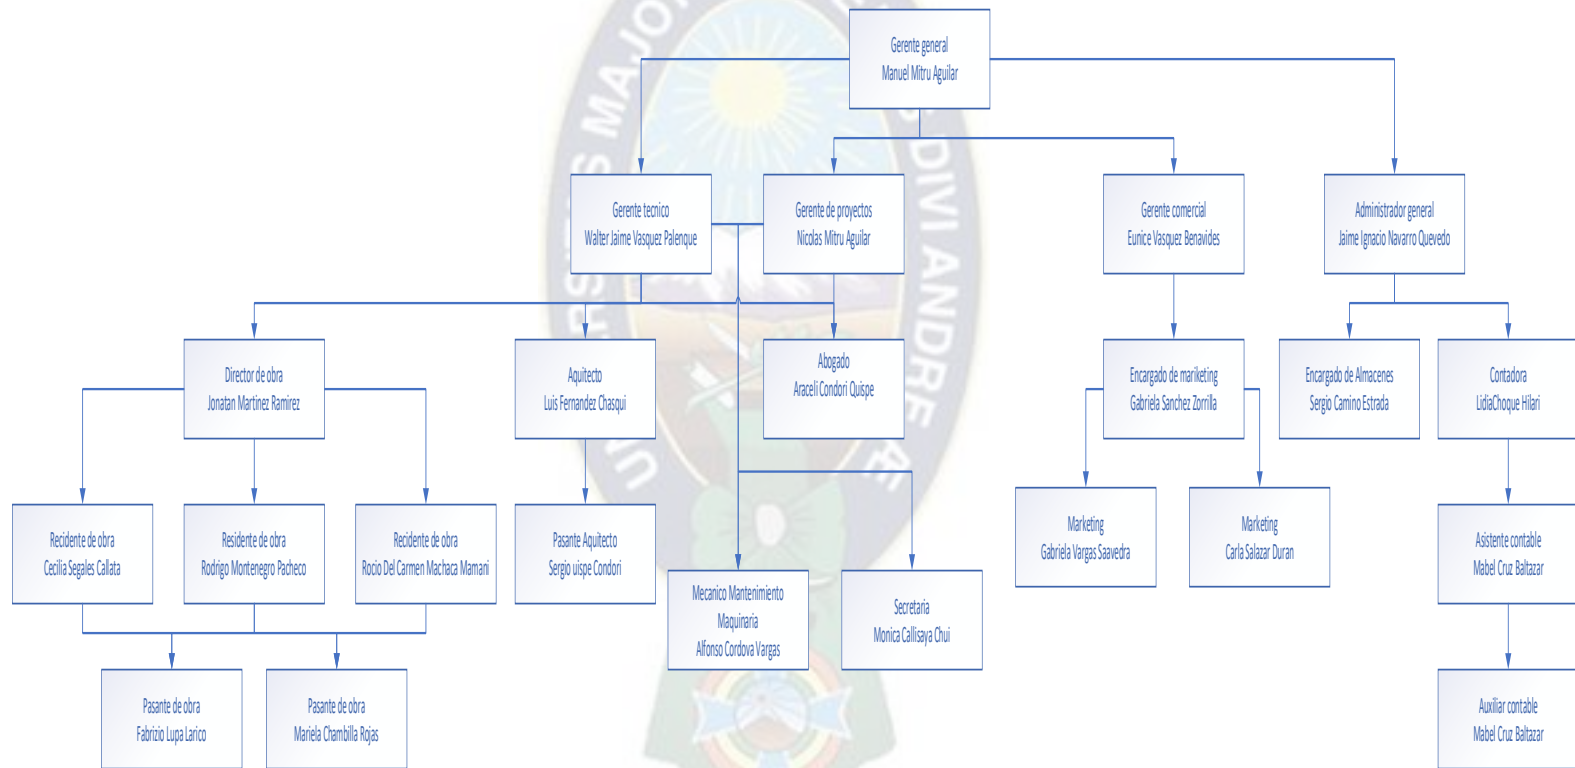 Gerente general
Manuel Mitru Aguilar
Gerente tecnico
Walter Jaime Vasquez Palenque
Gerente de proyectos
Nicolas Mitru Aguilar
Gerente comercial
Eunice Vasquez Benavides
Administrador general
Jaime Ignacio Navarro Quevedo
Director de obra
Jonatan Martinez Ramirez
Aquitecto
Luis Fernandez Chasqui
Abogado
Araceli Condori Quispe
Encargado de mariketing
Gabriela Sanchez Zorrilla
Encargado de Almacenes
Sergio Camino Estrada
Contadora
LidiaChoque Hilari
Recidente de obra
Cecilia Segales Callata
Residente de obra
Rodrigo Montenegro Pacheco
Recidente de obra
Rocio Del Carmen Machaca Mamani
Pasante Aquitecto
Sergio uispe Condori
Mecanico Mantenimiento
Maquinaria
Alfonso Cordova Vargas
Secretaria
Monica Callisaya Chui
Marketing
Gabriela Vargas Saavedra
Marketing
Carla Salazar Duran
Asistente contable
Mabel Cruz Baltazar
Pasante de obra
Fabrizio Lupa Larico
Pasante de obra
Mariela Chambilla Rojas
Auxiliar contable
Mabel Cruz Baltazar
DIVI ANDRE Æ